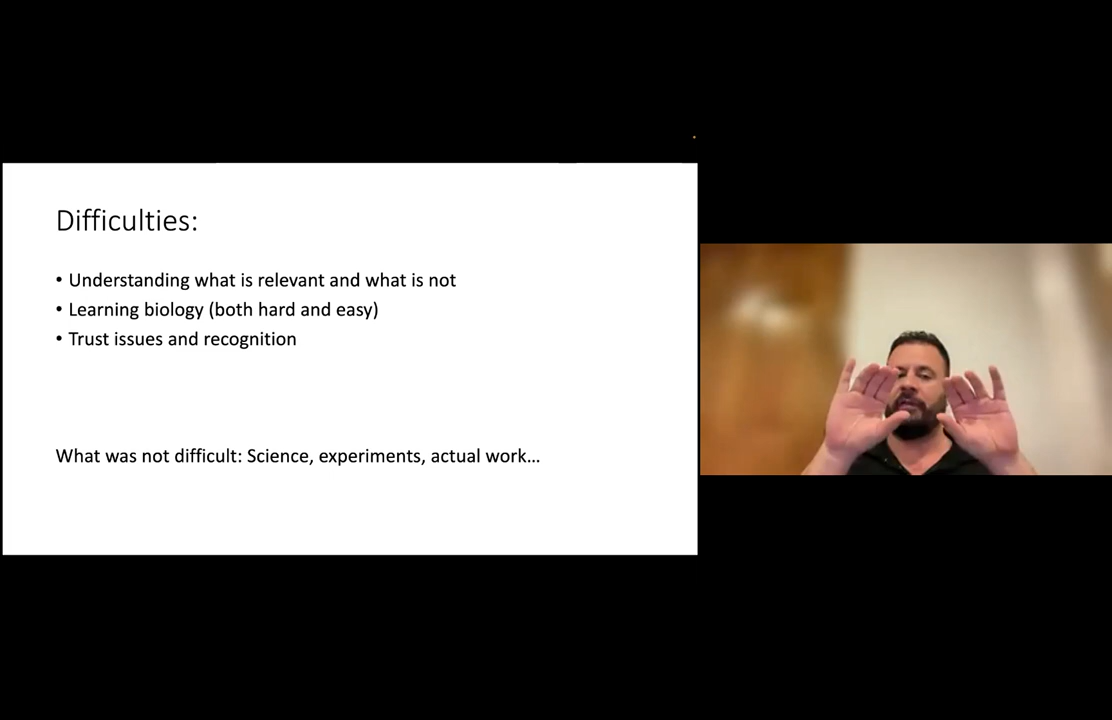 Difficulties:
• Understanding what is relevant and what is not
• Learning biology (both hard and easy)
• Trust issues and recognition
What was not difficult: Science, experiments, actual work...